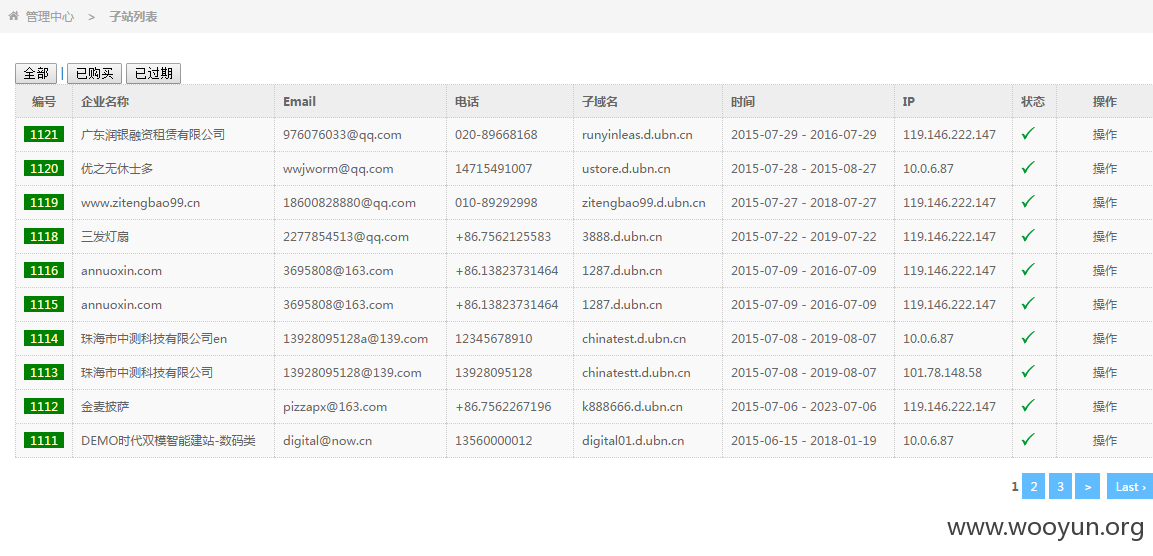 管理中心 > 子站列表
全部 | 已购买 已过期
编号 企业名称 Email 电话 子域名 时间 IP 状态 操作
1121 广东润银融资租赁有限公司 976076033@qq.com 020-89668168 runyinleas.d.ubn.cn 2015-07-29 - 2016-07-29 119.146.222.147 操作
1120 优之无休士多 wwjworm@qq.com 14715491007 ustore.d.ubn.cn 2015-07-28 - 2015-08-27 10.0.6.87 操作
1119 www.zitengbao99.cn 18600828880@qq.com 010-89292998 zitengbao99.d.ubn.cn 2015-07-27 - 2018-07-27 119.146.222.147 操作
1118 三发灯扇 2277854513@qq.com +86.7562125583 3888.d.ubn.cn 2015-07-22 - 2019-07-22 119.146.222.147 操作
1116 annuoxin.com 3695808@163.com +86.13823731464 1287.d.ubn.cn 2015-07-09 - 2016-07-09 119.146.222.147 操作
1115 annuoxin.com 3695808@163.com +86.13823731464 1287.d.ubn.cn 2015-07-09 - 2016-07-09 119.146.222.147 操作
1114 珠海市中测科技有限公司en 13928095128a@139.com 12345678910 chinatest.d.ubn.cn 2015-07-08 - 2019-08-07 10.0.6.87 操作
1113 珠海市中测科技有限公司 13928095128@139.com 13928095128 chinatestt.d.ubn.cn 2015-07-08 - 2019-08-07 101.78.148.58 操作
1112 金麦披萨 pizzapx@163.com +86.7562267196 k888666.d.ubn.cn 2015-07-06 - 2023-07-06 119.146.222.147 操作
1111 DEMO时代双模智能建站-数码类 digital@now.cn 13560000012 digital01.d.ubn.cn 2015-06-15 - 2018-01-19 10.0.6.87 操作
1 2 3 > Last ›
www.wooyun.org